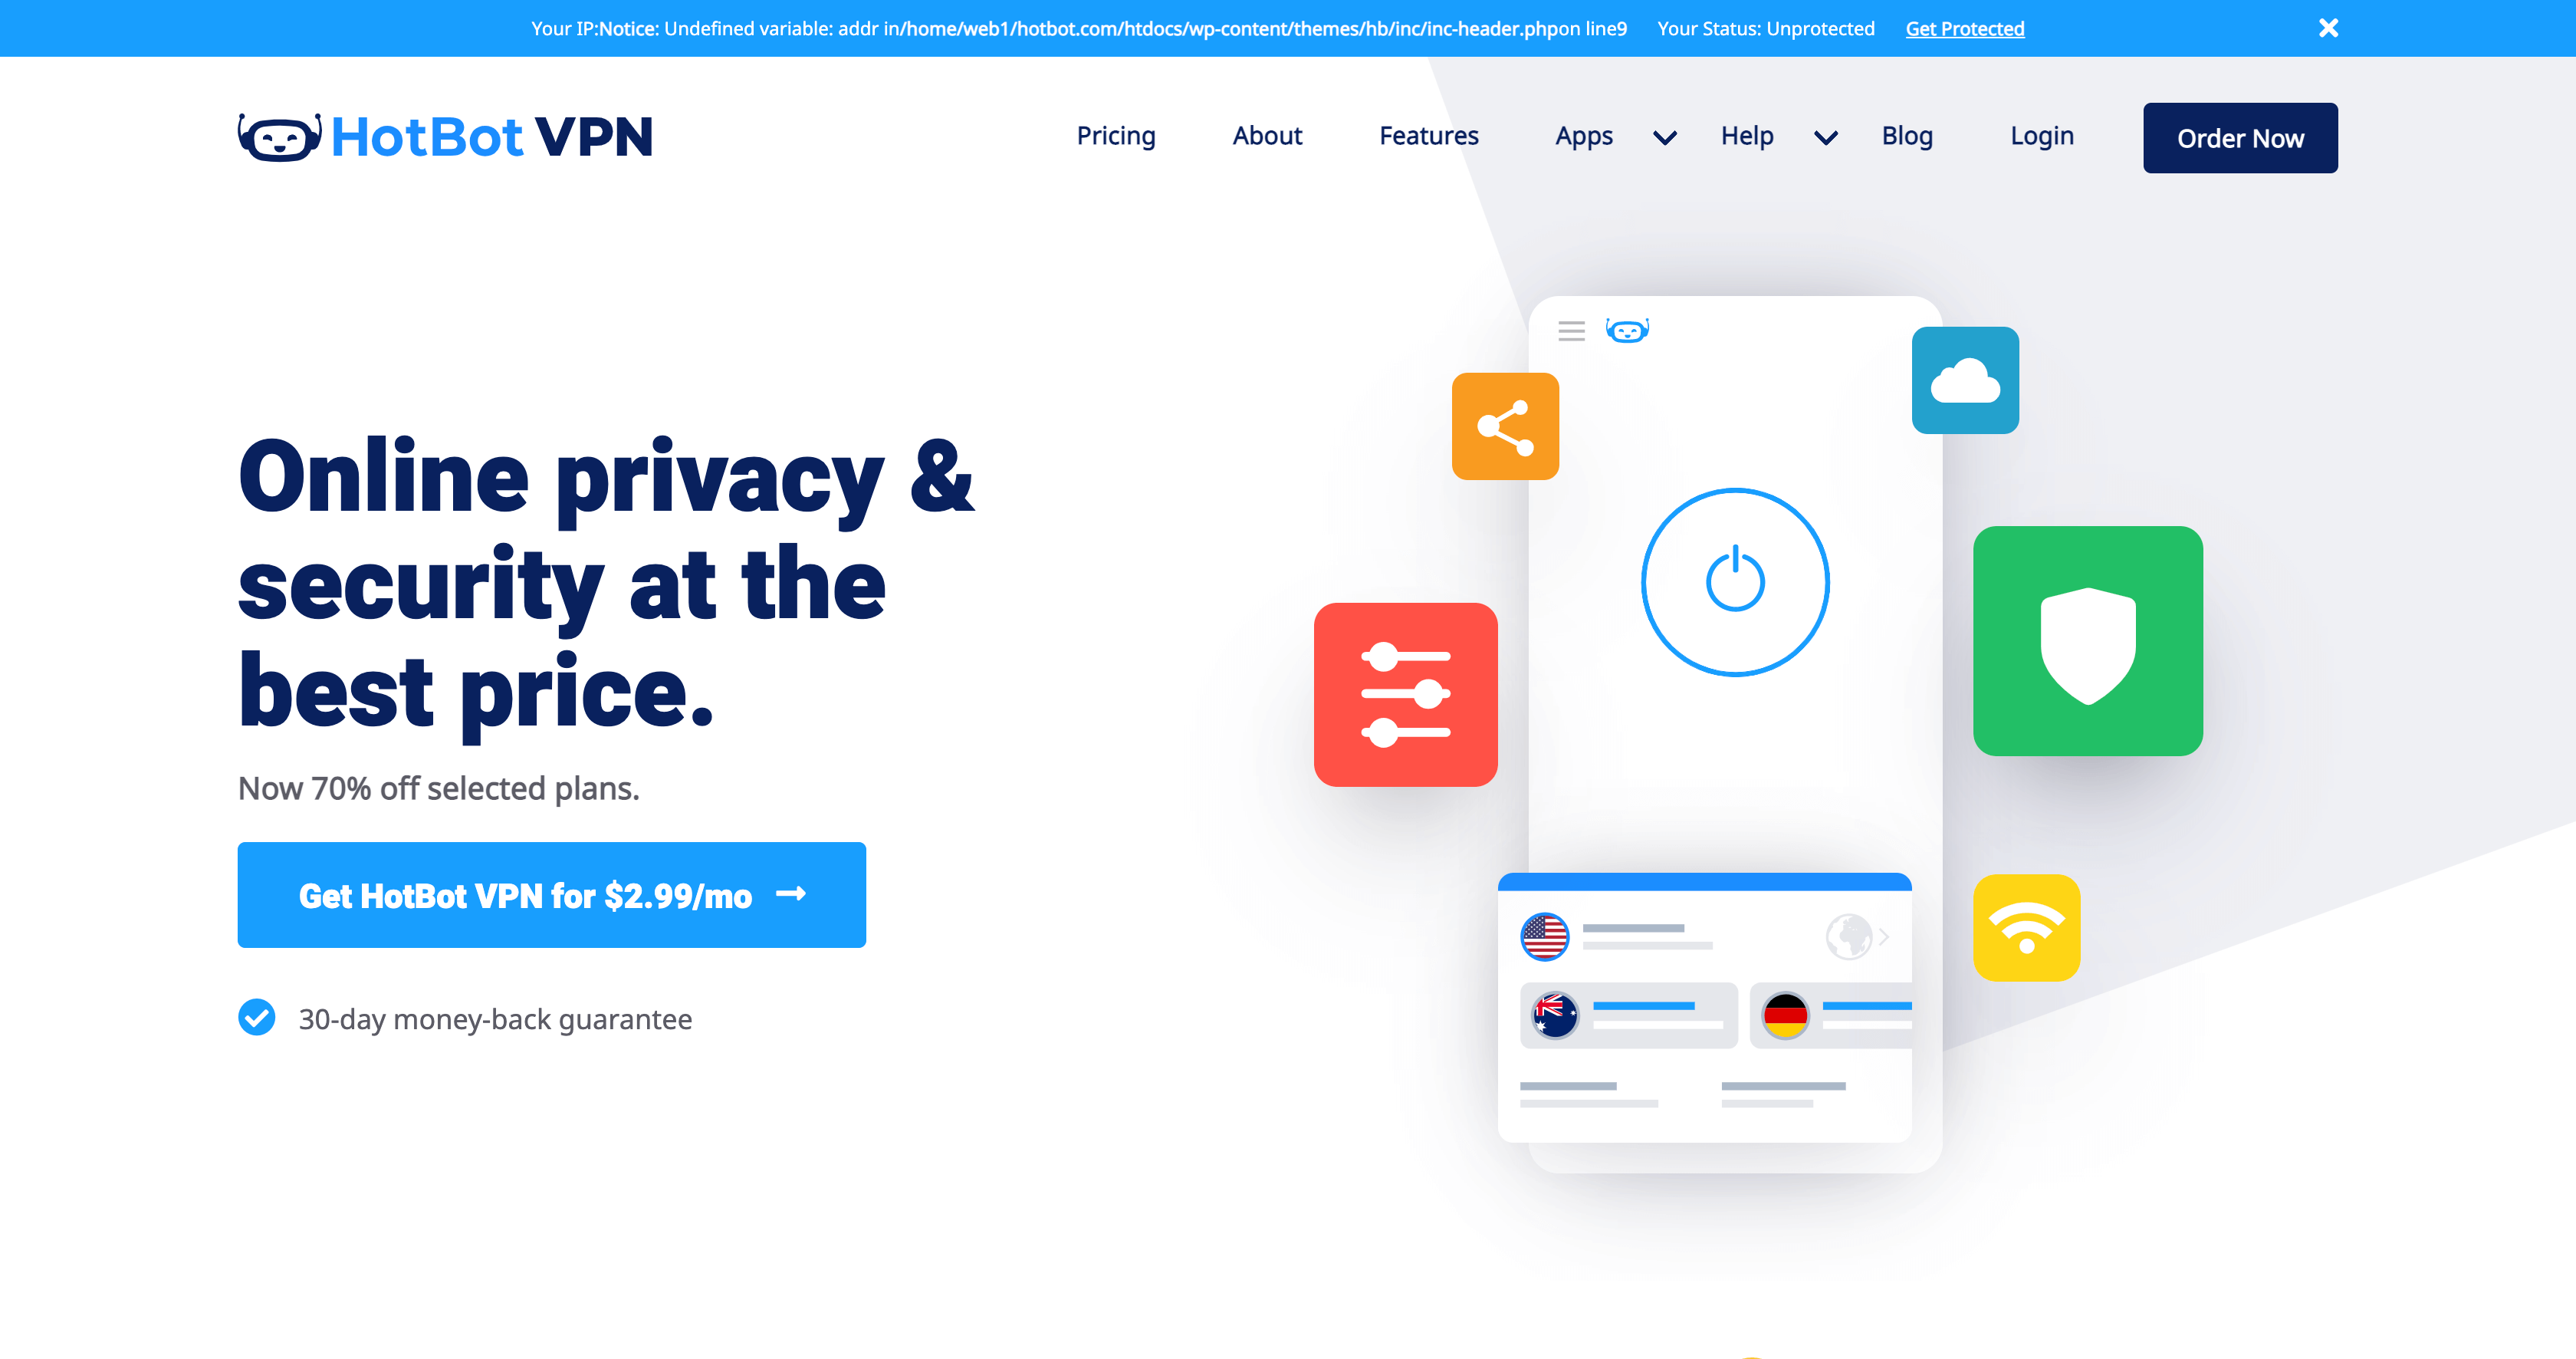 Your IP:Notice: Undefined variable: addr in/home/web1/hotbot.com/htdocs/wp-content/themes/hb/inc/inc-header.phpon line9 Your Status: Unprotected Get Protected
HotBot VPN Pricing About Features Apps Help Blog Login Order Now
Online privacy &
security at the
best price.
Now 70% off selected plans.
Get HotBot VPN for $2.99/mo
30-day money-back guarantee